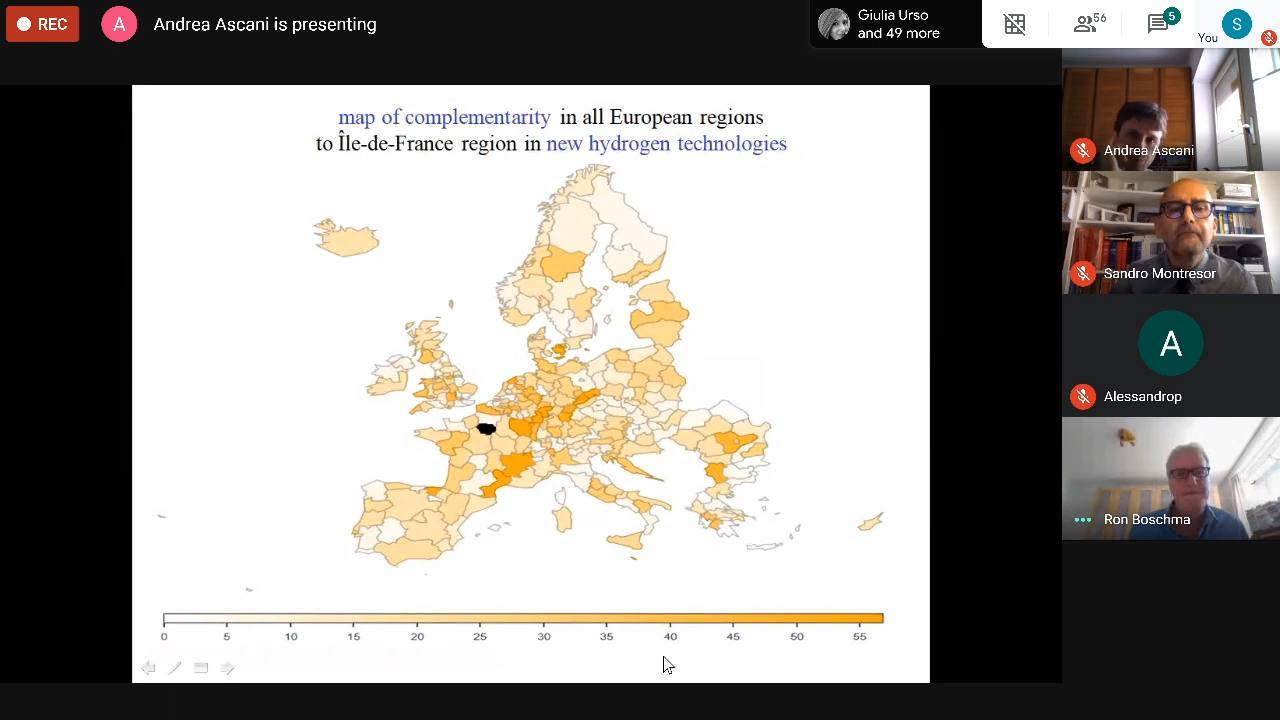 REC
A
Andrea Ascani is presenting
Giulia Urso
and 49 more
56
5
You
S
map of complementarity in all European regions
to Île-de-France region in new hydrogen technologies
0 5 10 15 20 25 30 35 40 45 50 55
Andrea Ascani
Sandro Montresor
A
Alessandrop
Ron Boschma